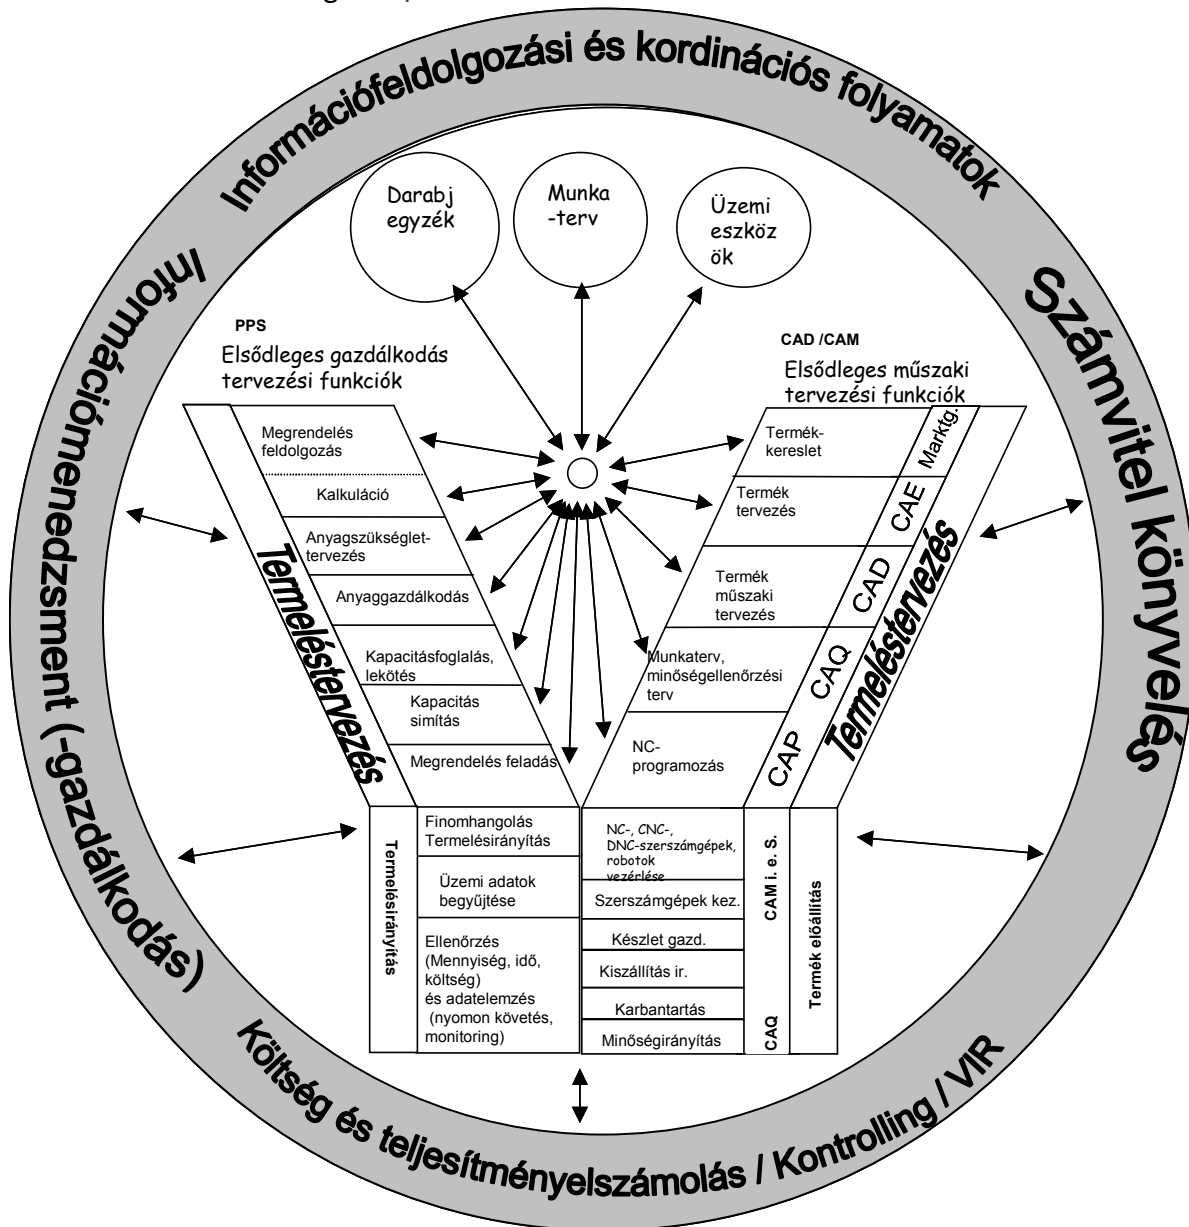 Információfeldolgozási és kordinációs folyamatok
Számvitel könyvelés
Információmenedzsment (-gazdálkodás)
Költség és teljesítményelszámolás / Kontrolling / VIR
Darabj
egyzék
Munka
-terv
Üzemi
eszköz
ök
PPS
Elsődleges gazdálkodás
tervezési funkciók
CAD /CAM
Elsődleges műszaki
tervezési funkciók
Termeléstervezés
Megrendelés
feldolgozás
Kalkuláció
Anyagszükséglet-
tervezés
Anyaggazdálkodás
Kapacitásfoglalás,
lekötés
Kapacitás
simítás
Megrendelés feladás
Termék-
kereslet
Termék
tervezés
Termék
műszaki
tervezés
Munkaterv,
minőségellenőrzési
terv
NC-
programozás
Marktg.
CAE
CAD
CAQ
CAP
Termeléstervezés
Termelésirányítás
Finomhangolás
Termelésirányítás
Üzemi adatok
begyűjtése
Ellenőrzés
(Mennyiség, idő,
költség)
és adatelemzés
(nyomon követés,
monitoring)
NC-, CNC-,
DNC-szerszámgépek,
robotok
vezérlése
Szerszámgépek kez.
Készlet gazd.
Kiszállítás ir.
Karbantartás
Minőségirányítás
CAM i. e. S.
CAQ
Termék előállítás